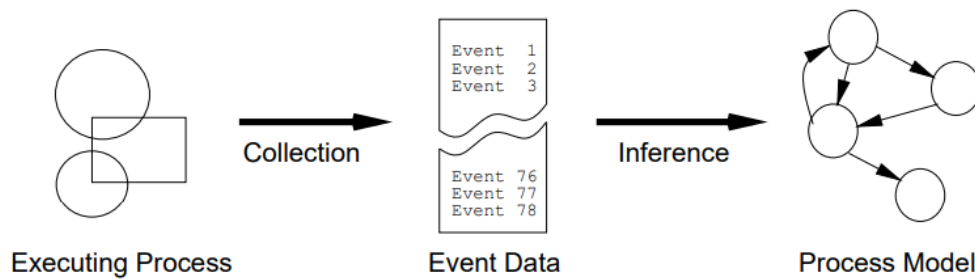 Event 1
Event 2
Event 3
Collection
Inference
Event 76
Event 77
Event 78
Executing Process
Event Data
Process Model